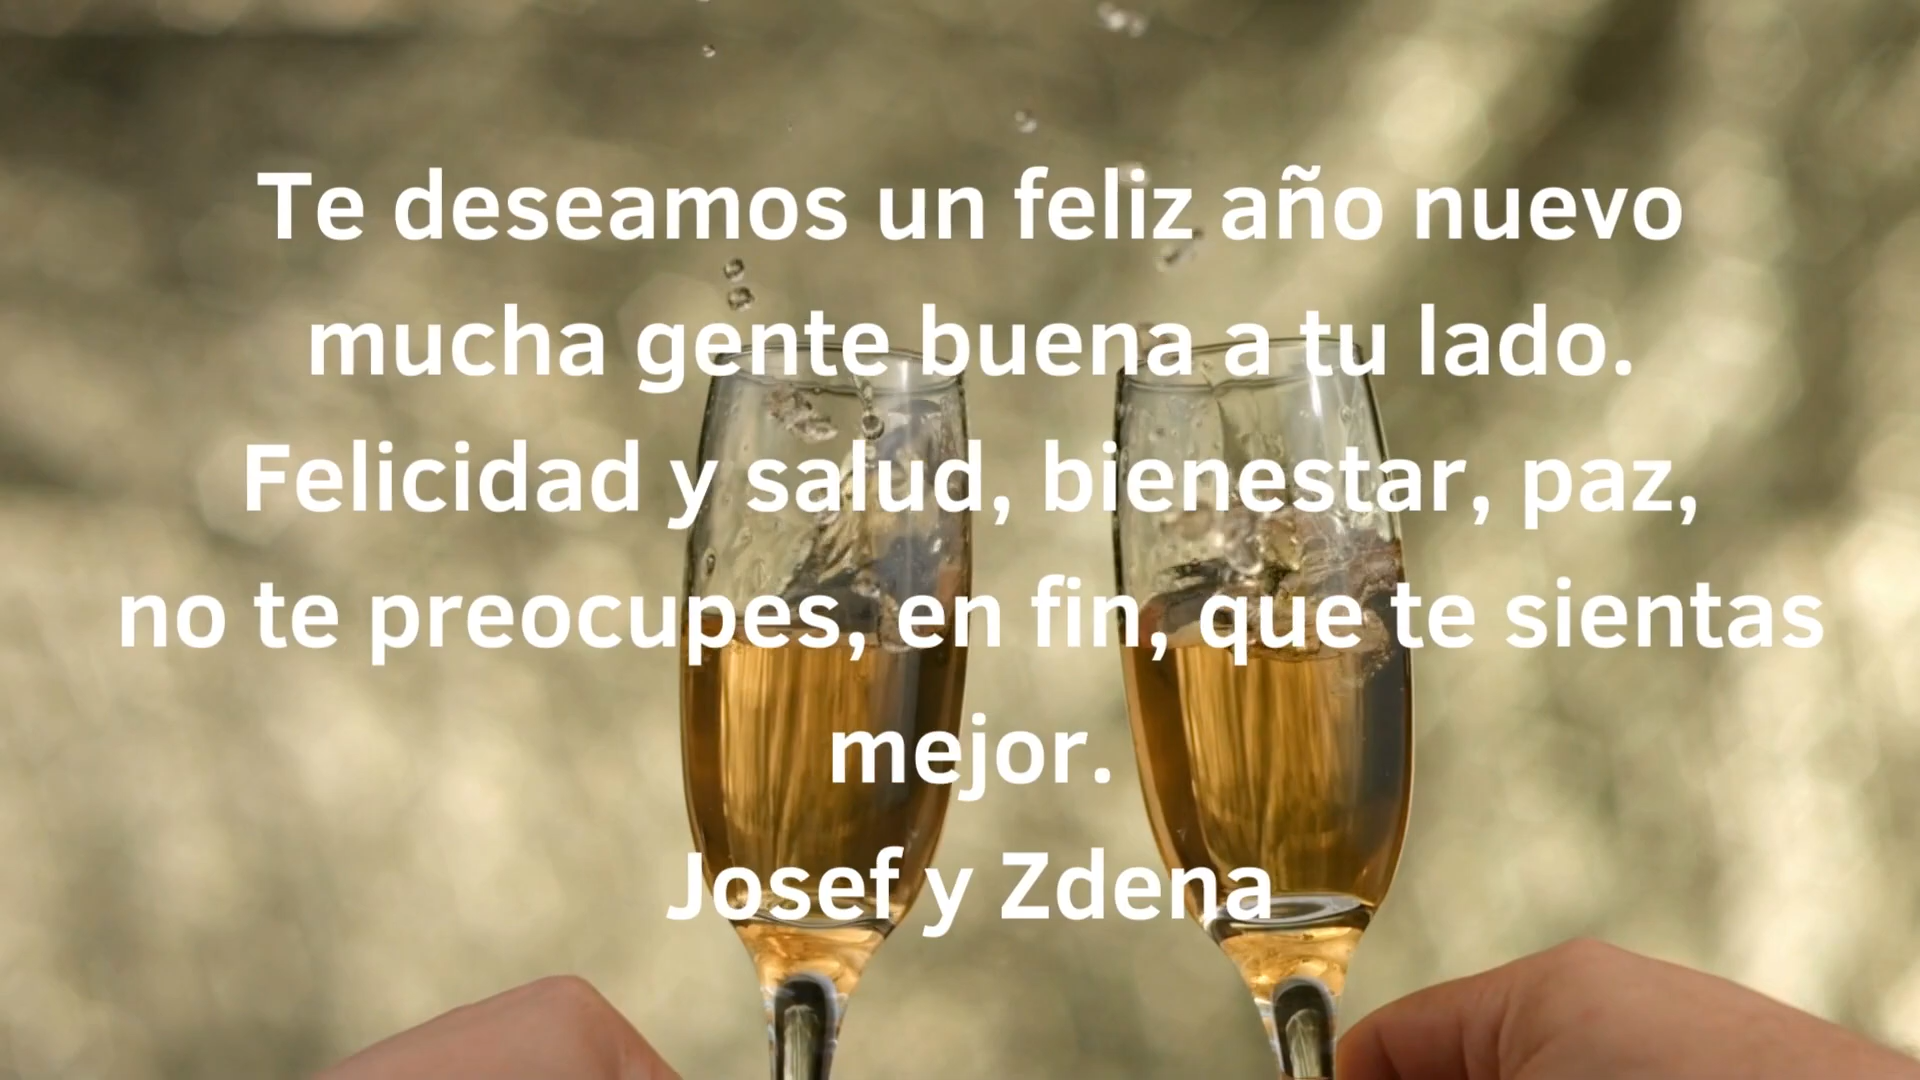 Te deseamos un feliz año nuevo
mucha gente buena a tu lado.
Felicidad y salud, bienestar, paz,
no te preocupes, en fin, que te sientas
mejor.
Josef y Zdena